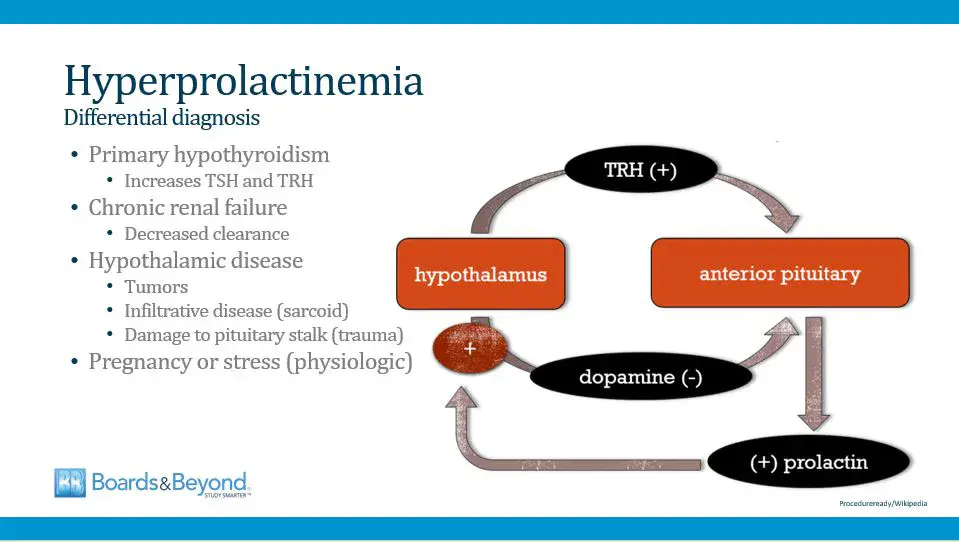 Hyperprolactinemia
Differential diagnosis
• Primary hypothyroidism
• Increases TSH and TRH
• Chronic renal failure
• Decreased clearance
• Hypothalamic disease
• Tumors
• Infiltrative disease (sarcoid)
• Damage to pituitary stalk (trauma)
• Pregnancy or stress (physiologic)
TRH (+)
hypothalamus
anterior pituitary
+
dopamine (-)
(+) prolactin
BB Boards&Beyond
STUDY SMARTER™
Procedureready/Wikipedia